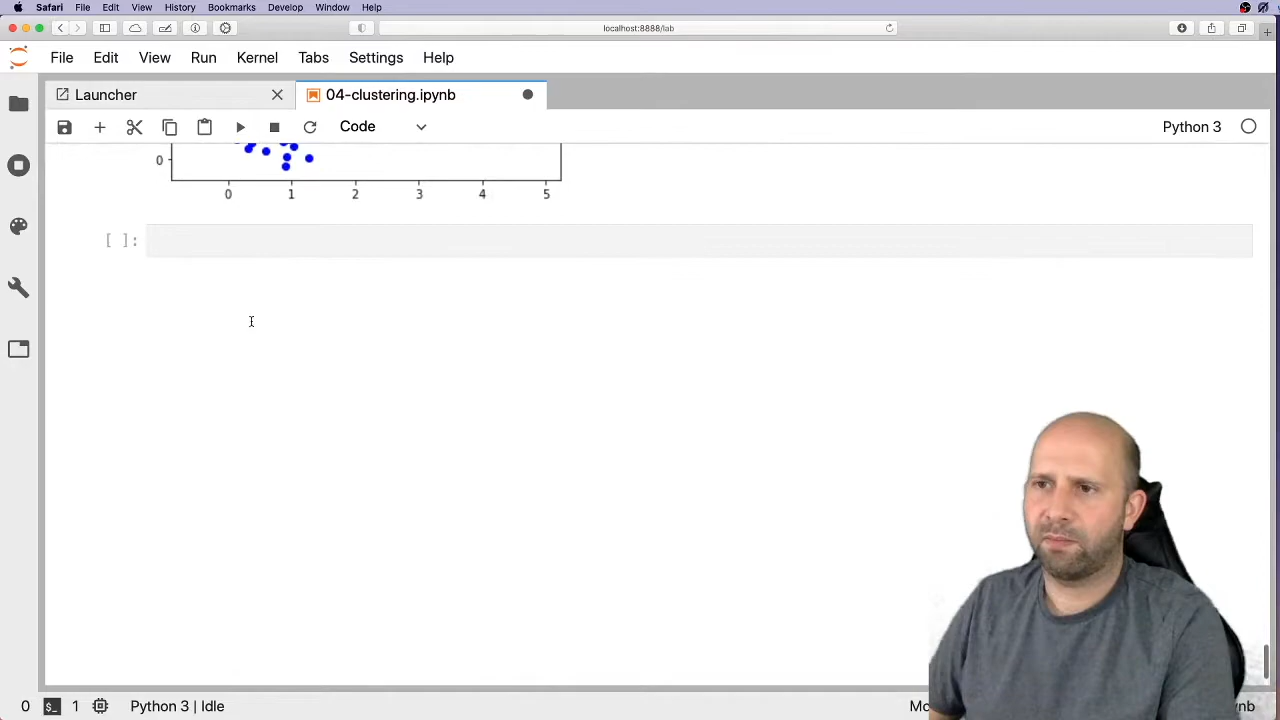 Safari File Edit View History Bookmarks Develop Window Help
localhost:8888/lab
File Edit View Run Kernel Tabs Settings Help
Launcher 04-clustering.ipynb
Code Python 3
0
0 1 2 3 4 5
[ ]:
0 $_ 1 Python 3 | Idle